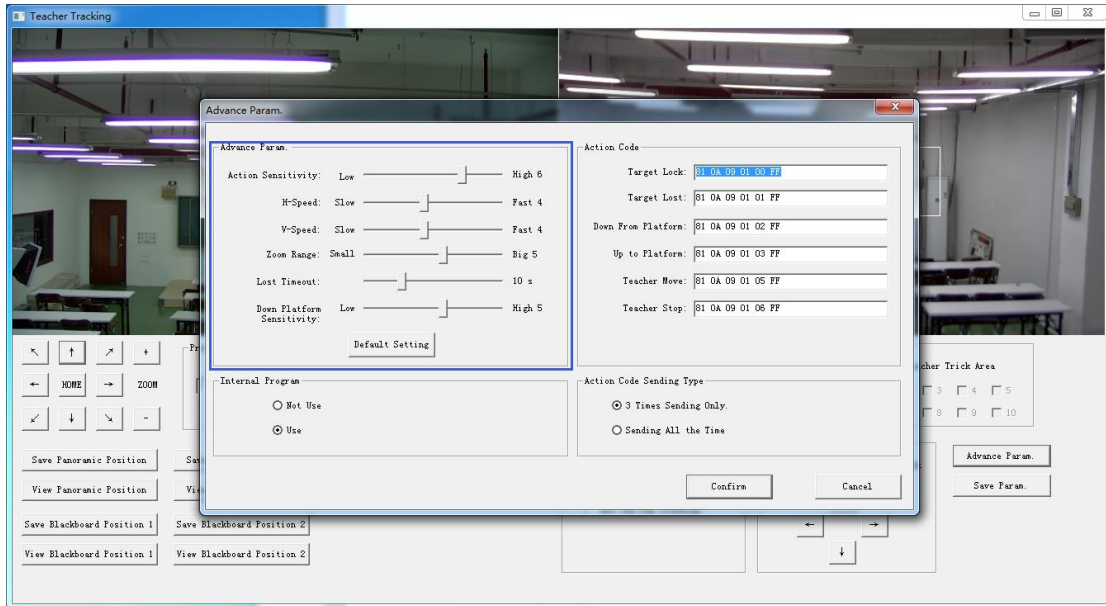 Teacher Tracking
Advance Param.
Advance Param.
Action Sensitivity: Low High 6
H-Speed: Slow Fast 4
V-Speed: Slow Fast 4
Zoom Range: Small Big 5
Lost Timeout: 10 s
Down Platform Sensitivity: Low High 5
Default Setting
Action Code
Target Lock: 81 0A 09 01 00 FF
Target Lost: 81 0A 09 01 01 FF
Down From Platform: 81 0A 09 01 02 FF
Up to Platform: 81 0A 09 01 03 FF
Teacher Move: 81 0A 09 01 05 FF
Teacher Stop: 81 0A 09 01 06 FF
Internal Program
Not Use
Use
Action Code Sending Type
3 Times Sending Only.
Sending All the Time
Confirm Cancel
+
HOME ZOOM
-
Trick Area
3 4 5
8 9 10
Save Panoramic Position
View Panoramic Position
Save Blackboard Position 1 Save Blackboard Position 2
View Blackboard Position 1 View Blackboard Position 2
Advance Param.
Save Param.